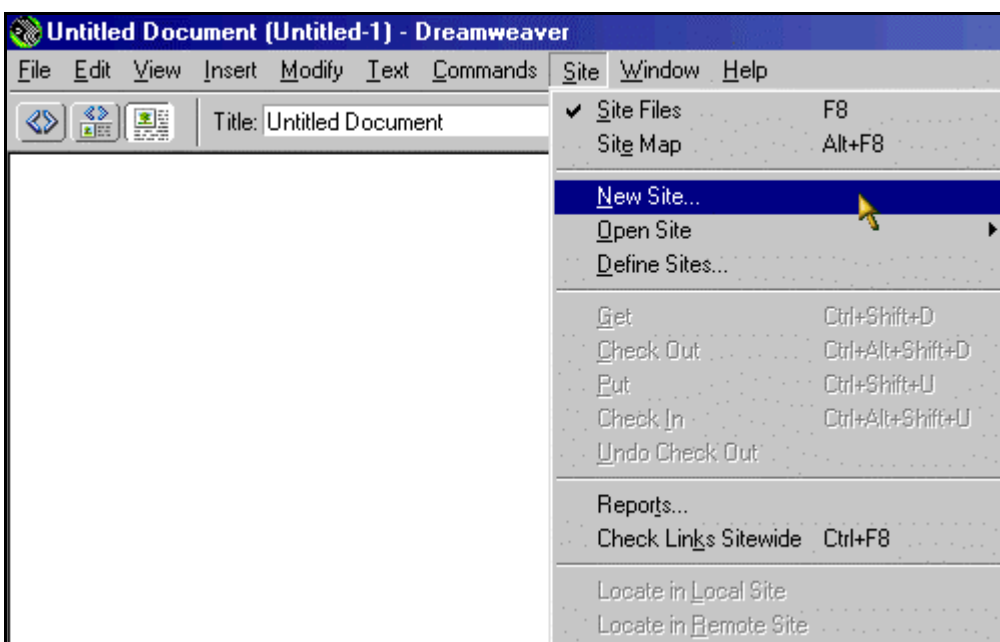 Untitled Document (Untitled-1) - Dreamweaver
File Edit View Insert Modify Text Commands Site Window Help
Title: Untitled Document
Site Files F8
Site Map Alt+F8
New Site...
Open Site
Define Sites...
Get Ctrl+Shift+D
Check Out Ctrl+Alt+Shift+D
Put Ctrl+Shift+U
Check In Ctrl+Alt+Shift+U
Undo Check Out
Reports...
Check Links Sitewide Ctrl+F8
Locate in Local Site
Locate in Remote Site